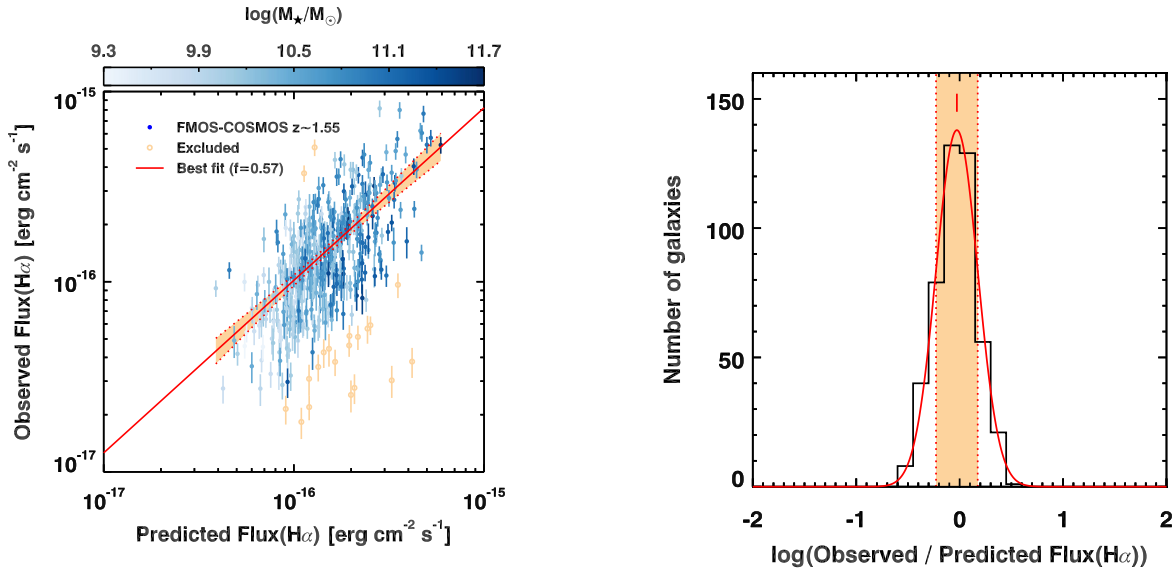 log(M★/M⊙)
9.3 9.9 10.5 11.1 11.7
10⁻¹⁵
FMOS-COSMOS z~1.55
Excluded
Best fit (f=0.57)
Observed Flux(Hα) [erg cm⁻² s⁻¹]
10⁻¹⁶
10⁻¹⁷
10⁻¹⁷ 10⁻¹⁶ 10⁻¹⁵
Predicted Flux(Hα) [erg cm⁻² s⁻¹]
150
100
50
0
Number of galaxies
-2 -1 0 1 2
log(Observed / Predicted Flux(Hα))